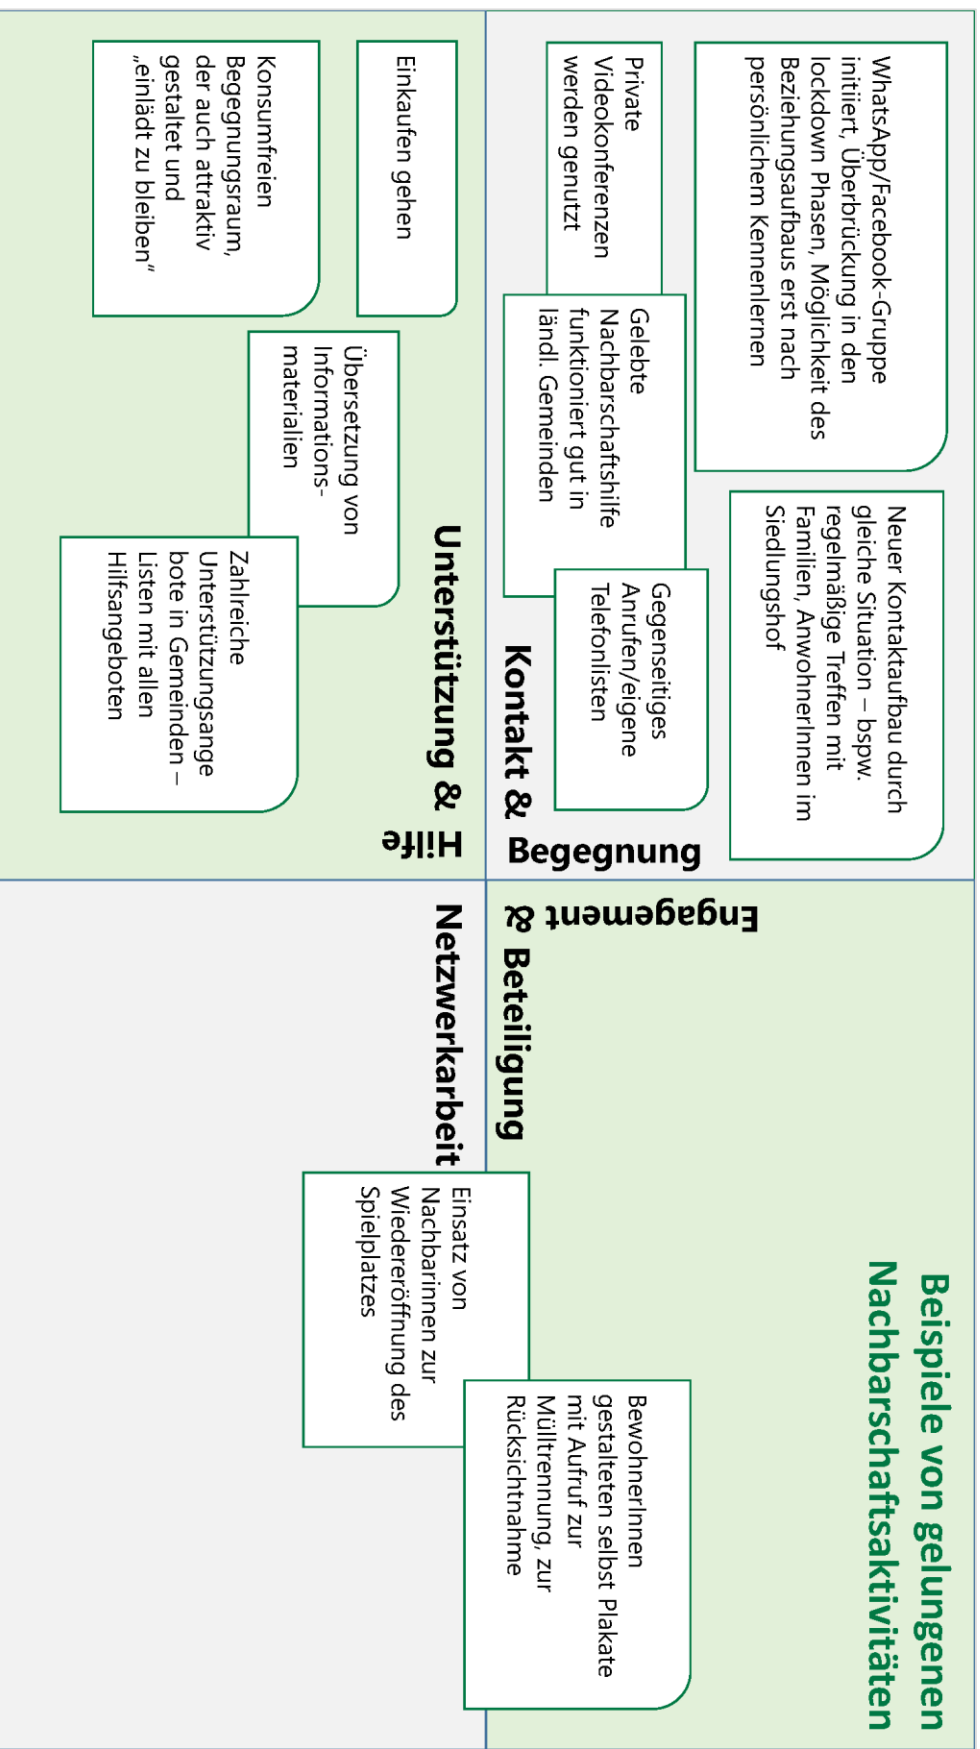 Beispiele von gelungenen
Nachbarschaftsaktivitäten
WhatsApp/Facebook-Gruppe
initiiert, Überbrückung in den
lockdown Phasen, Möglichkeit des
Beziehungsaufbaus erst nach
persönlichem Kennenlernen
Neuer Kontaktaufbau durch
gleiche Situation – bspw.
regelmäßige Treffen mit
Familien, AnwohnerInnen im
Siedlungshof
Private
Videokonferenzen
werden genutzt
Gelebte
Nachbarschaftshilfe
funktioniert gut in
ländl. Gemeinden
Gegenseitiges
Anrufen/eigene
Telefonlisten
Kontakt &
Begegnung
Engagement
& Beteiligung
BewohnerInnen
gestalteten selbst Plakate
mit Aufruf zur
Mülltrennung, zur
Rücksichtnahme
Einsatz von
Nachbarinnen zur
Wiedereröffnung des
Spielplatzes
Unterstützung &
Hilfe
Netzwerkarbeit
Einkaufen gehen
Konsumfreien
Begegnungsraum,
der auch attraktiv
gestaltet und
„einlädt zu bleiben“
Übersetzung von
Informations-
materialien
Zahlreiche
Unterstützungsange
bote in Gemeinden –
Listen mit allen
Hilfsangeboten